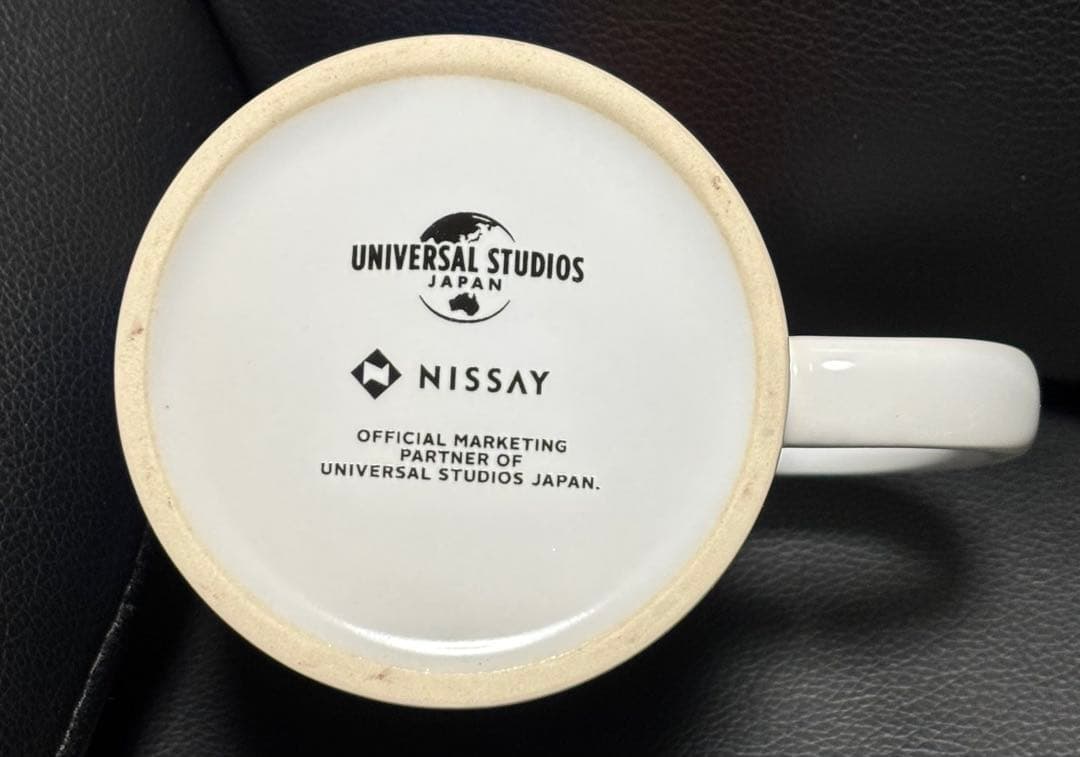 UNIVERSAL STUDIOS
JAPAN
NISSAY
OFFICIAL MARKETING
PARTNER OF
UNIVERSAL STUDIOS JAPAN.